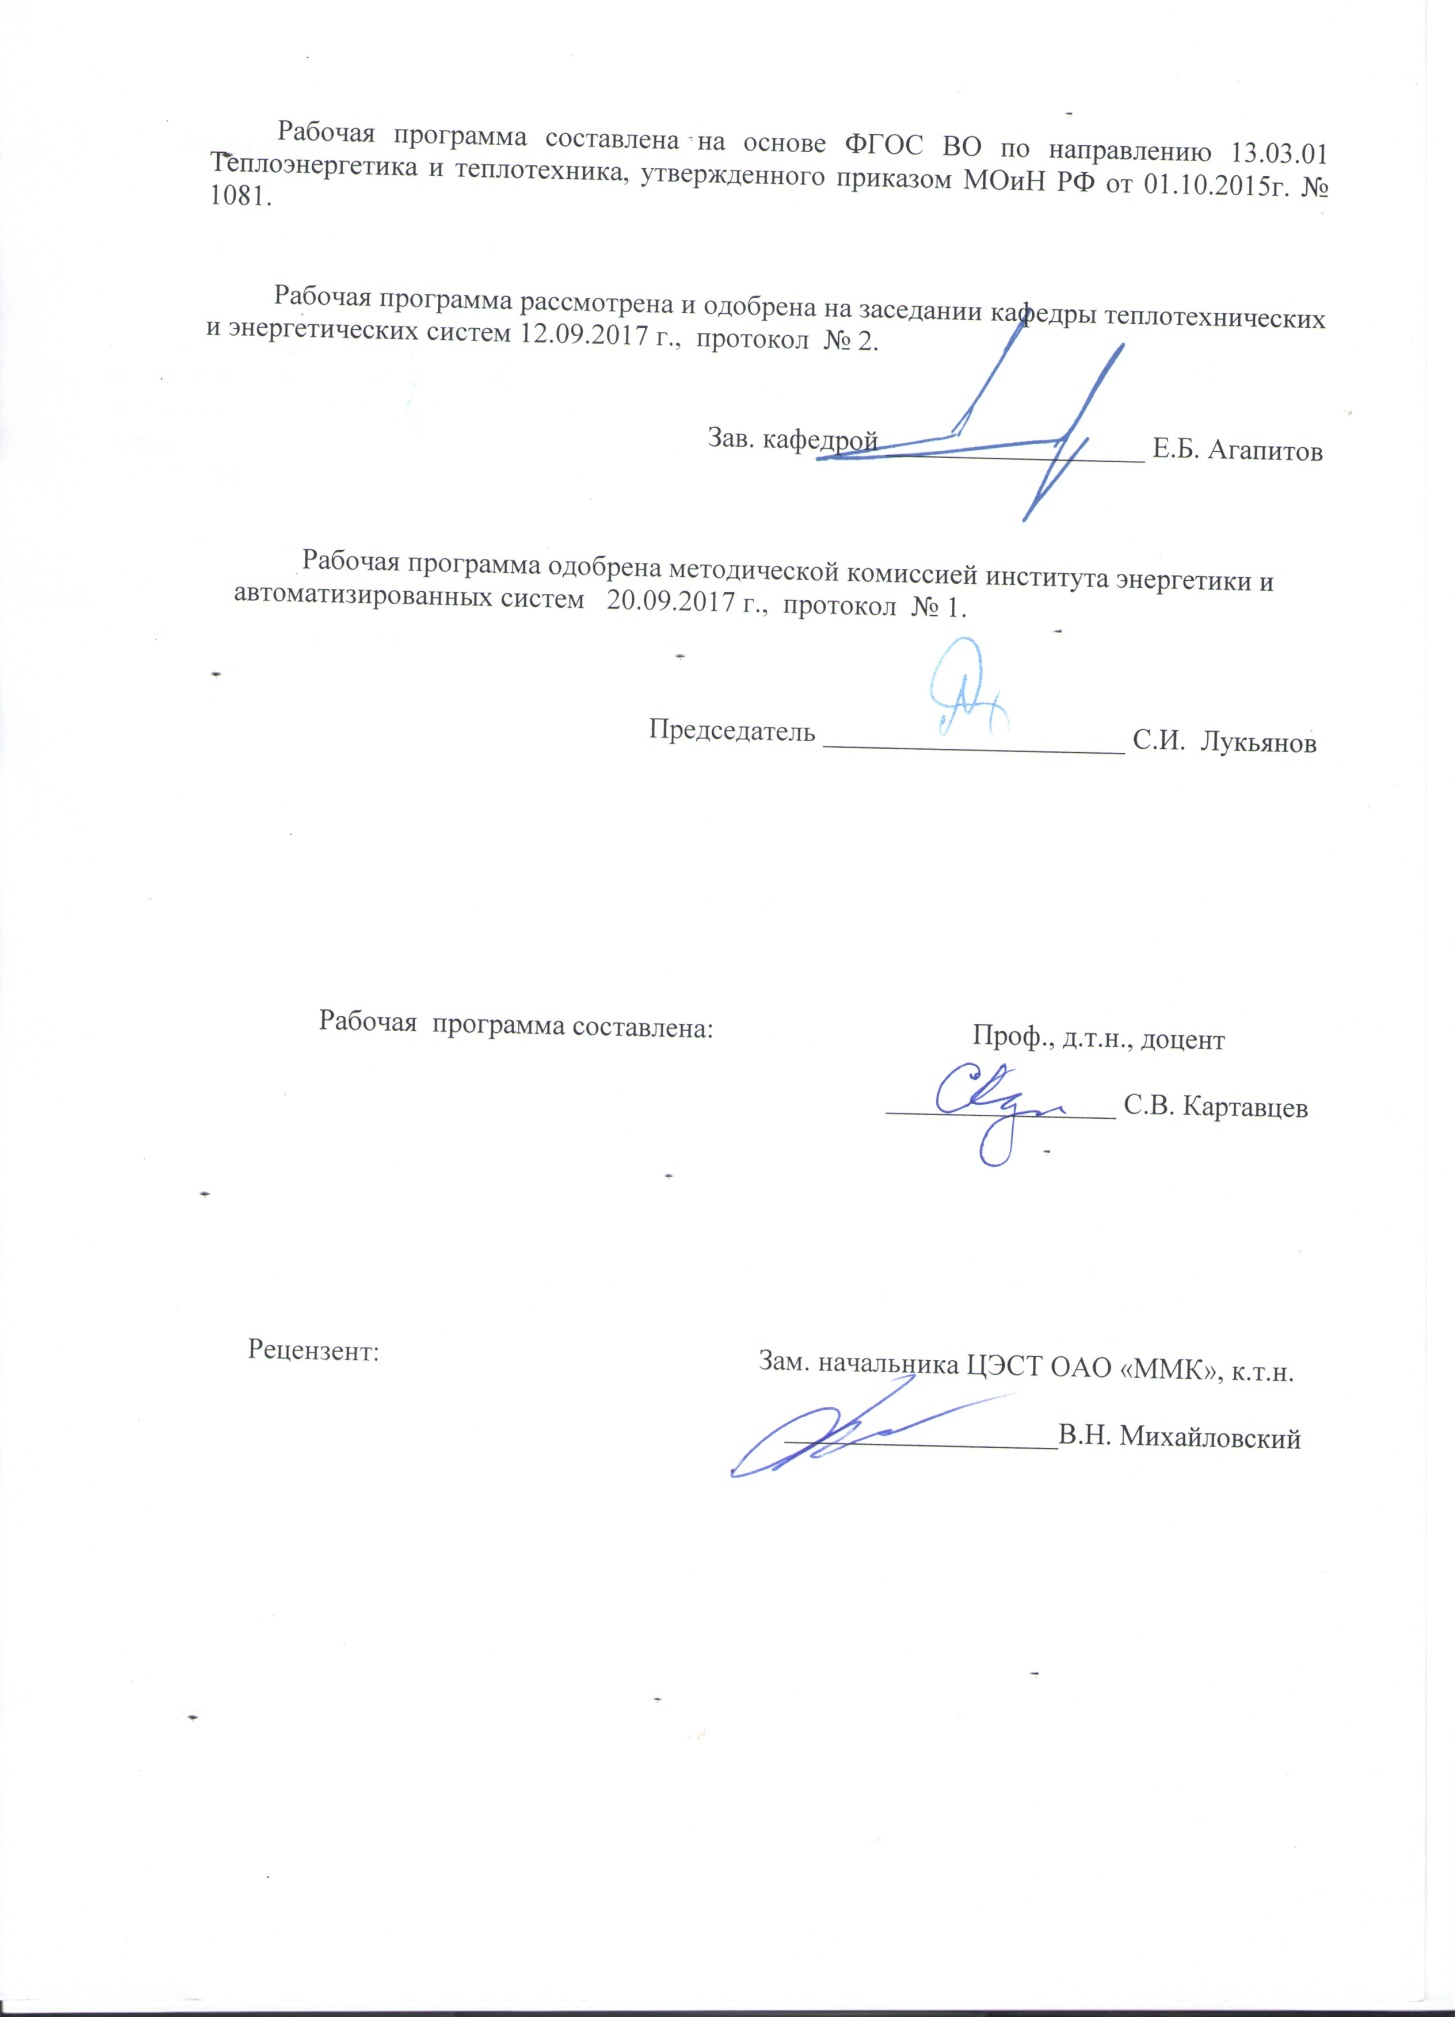 Рабочая программа составлена на основе ФГОС ВО по направлению 13.03.01
Теплоэнергетика и теплотехника, утвержденного приказом МОиН РФ от 01.10.2015г. №
1081.
Рабочая программа рассмотрена и одобрена на заседании кафедры теплотехнических
и энергетических систем 12.09.2017 г., протокол № 2.
Зав. кафедрой ___________________ Е.Б. Агапитов
Рабочая программа одобрена методической комиссией института энергетики и
автоматизированных систем 20.09.2017 г., протокол № 1.
Председатель ______________________ С.И. Лукьянов
Рабочая программа составлена: Проф., д.т.н., доцент
_________________ С.В. Картавцев
Рецензент: Зам. начальника ЦЭСТ ОАО «ММК», к.т.н.
____________________В.Н. Михайловский